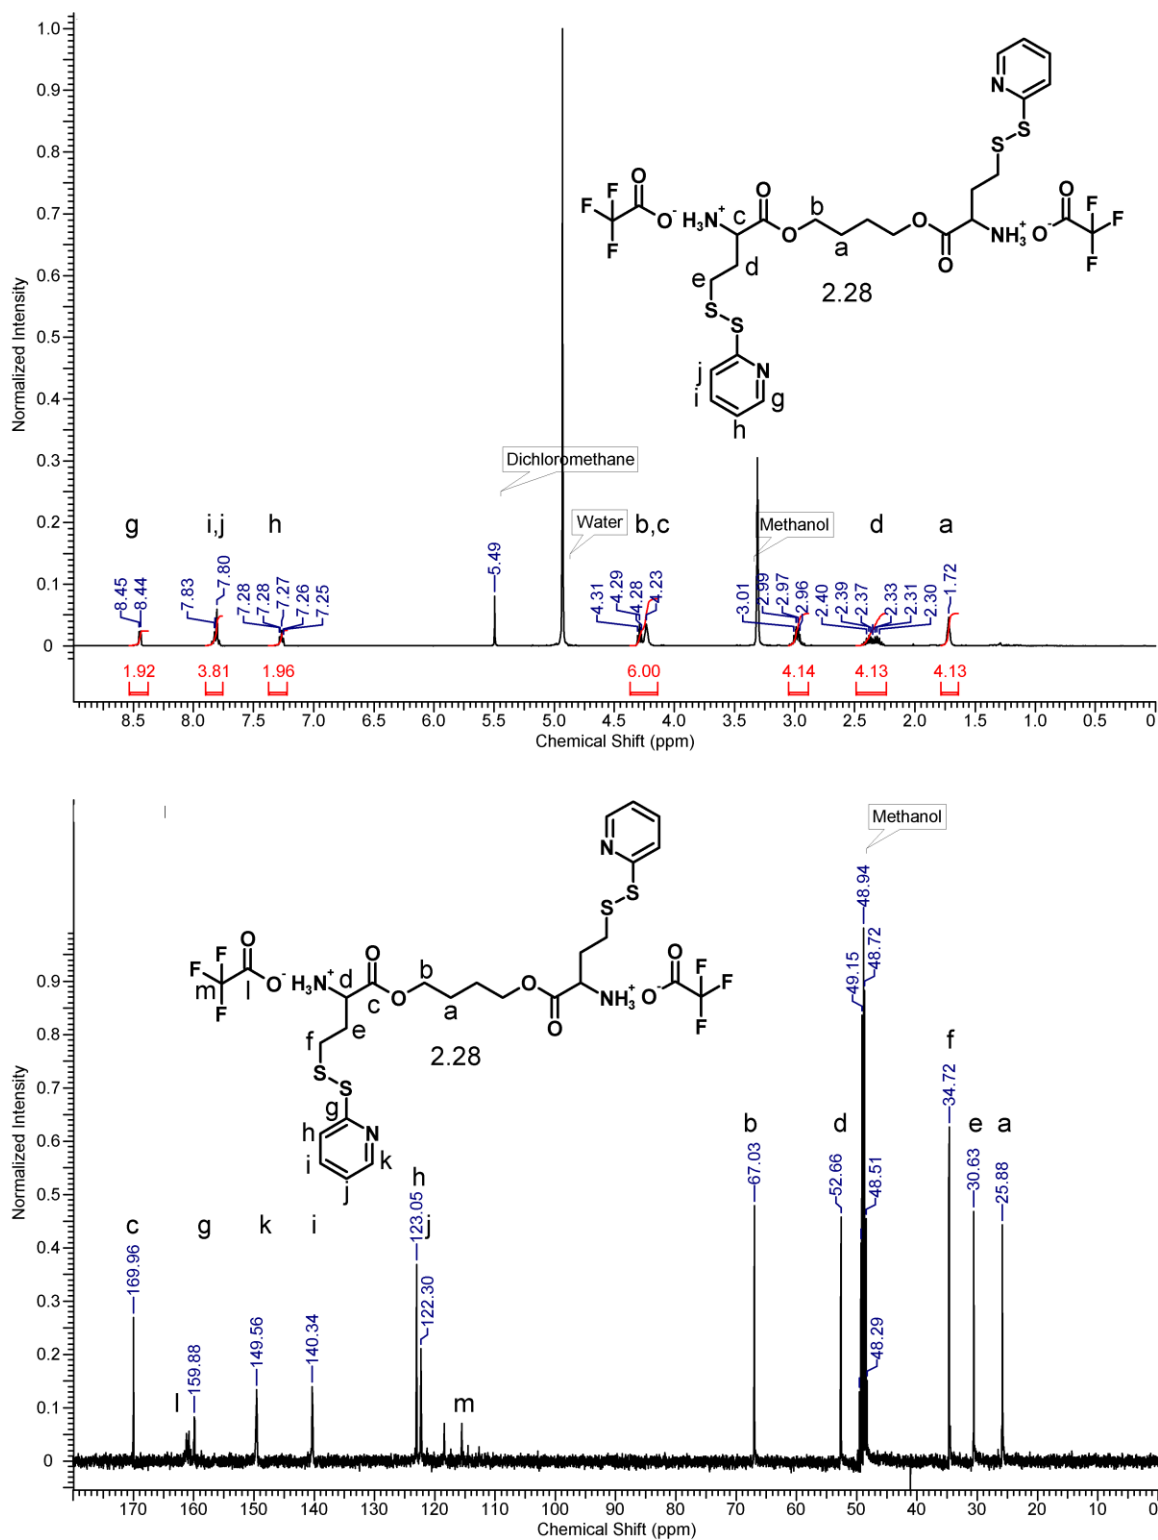 Normalized Intensity
1.0
0.9
0.8
0.7
0.6
0.5
0.4
0.3
0.2
0.1
0
N
S
S
F
F
F
O
O-
H3N+
c
O
O
b
a
O
O
NH3+
O-
O
F
F
F
d
e
2.28
S
S
j
N
i
g
h
Dichloromethane
Water
Methanol
g
i,j
h
b,c
d
a
8.45
8.44
7.83
7.80
7.28
7.28
7.27
7.26
7.25
5.49
4.31
4.29
4.28
4.23
3.01
2.99
2.97
2.96
2.40
2.39
2.37
2.33
2.31
2.30
1.72
1.92
3.81
1.96
6.00
4.14
4.13
4.13
8.5 8.0 7.5 7.0 6.5 6.0 5.5 5.0 4.5 4.0 3.5 3.0 2.5 2.0 1.5 1.0 0.5 0
Chemical Shift (ppm)
Normalized Intensity
0.9
0.8
0.7
0.6
0.5
0.4
0.3
0.2
0.1
0
Methanol
N
S
S
F
F
F
m
l
O
O-
H3N+
d
O
c
O
b
a
O
O
NH3+
O-
O
F
F
F
e
f
2.28
S
S
g
h
N
i
k
j
c
g
k
i
h
j
l
m
b
d
f
e
a
169.96
159.88
149.56
140.34
123.05
122.30
67.03
52.66
49.15
48.94
48.72
48.51
48.29
34.72
30.63
25.88
170 160 150 140 130 120 110 100 90 80 70 60 50 40 30 20 10 0
Chemical Shift (ppm)